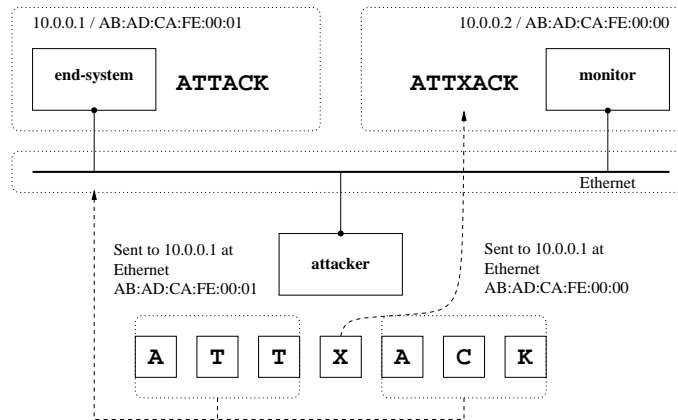 10.0.0.1 / AB:AD:CA:FE:00:01
10.0.0.2 / AB:AD:CA:FE:00:00
end-system
ATTACK
ATTXACK
monitor
Ethernet
Sent to 10.0.0.1 at
Ethernet
AB:AD:CA:FE:00:01
attacker
Sent to 10.0.0.1 at
Ethernet
AB:AD:CA:FE:00:00
A T T X A C K